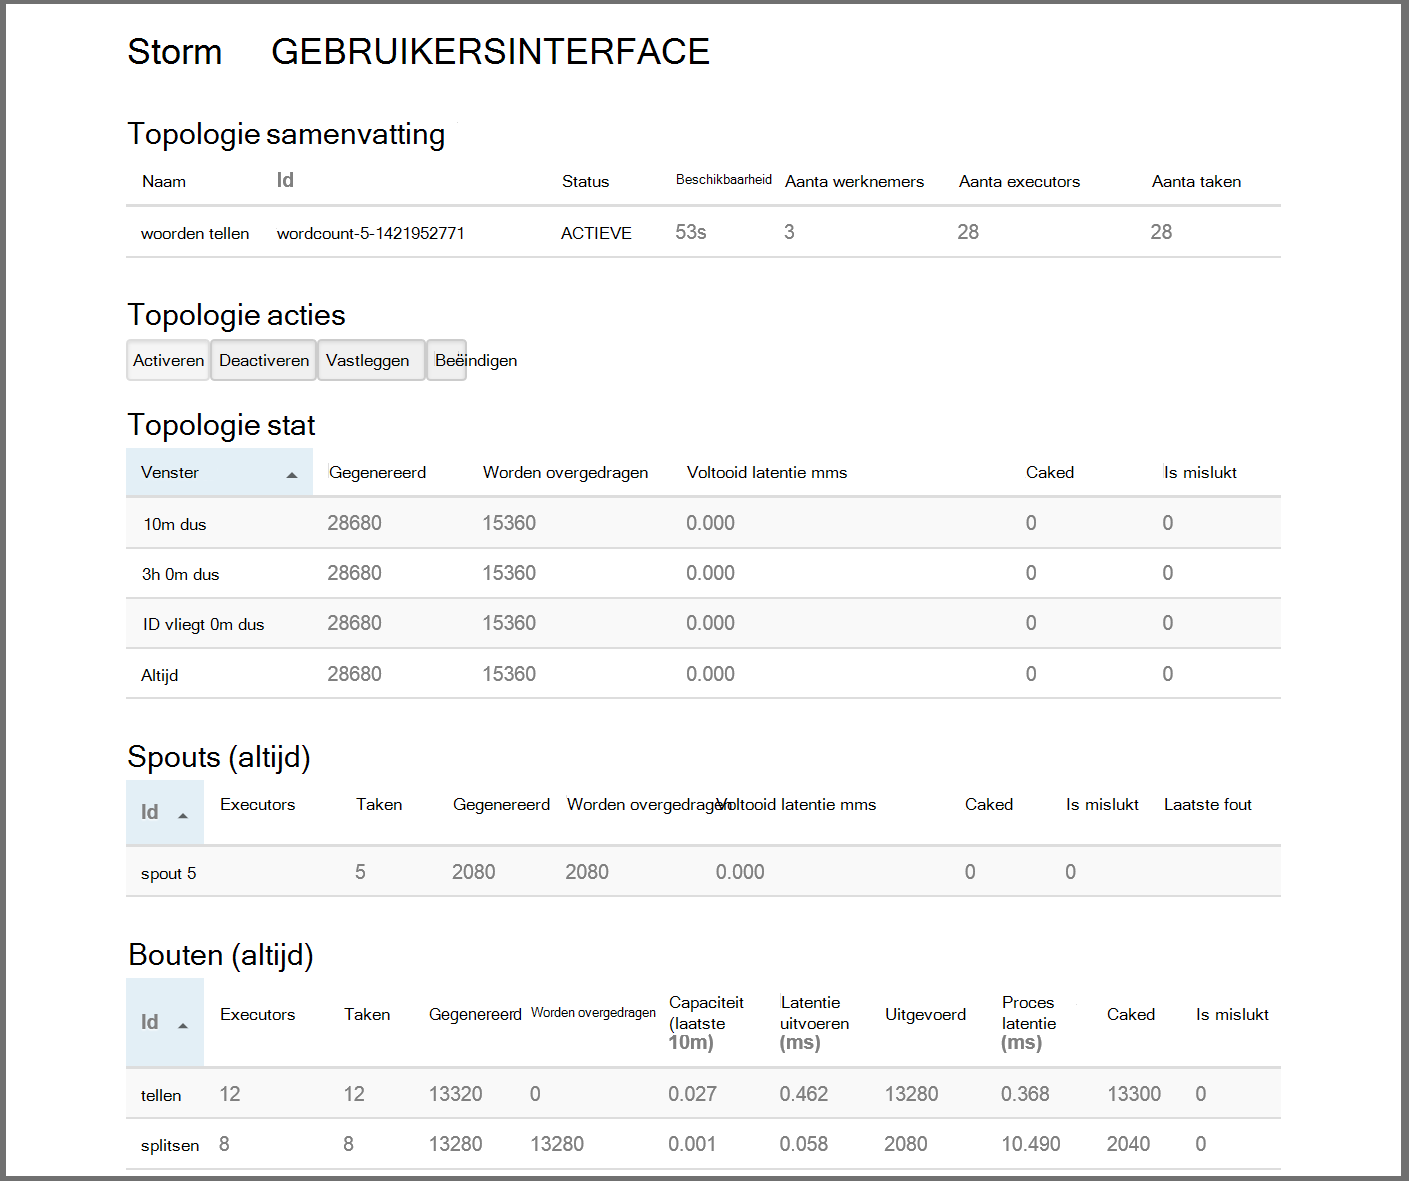 Storm GEBRUIKERSINTERFACE
Topologie samenvatting
Naam Id Status Beschikbaarheid Aanta werknemers Aanta executors Aanta taken
woorden tellen wordcount-5-1421952771 ACTIEVE 53s 3 28 28
Topologie acties
Activeren Deactiveren Vastleggen Beëindigen
Topologie stat
Venster Gegenereerd Worden overgedragen Voltooid latentie mms Caked Is mislukt
10m dus 28680 15360 0.000 0 0
3h 0m dus 28680 15360 0.000 0 0
ID vliegt 0m dus 28680 15360 0.000 0 0
Altijd 28680 15360 0.000 0 0
Spouts (altijd)
Id Executors Taken Gegenereerd Worden overgedragen Voltooid latentie mms Caked Is mislukt Laatste fout
spout 5 5 2080 2080 0.000 0 0
Bouten (altijd)
Id Executors Taken Gegenereerd Worden overgedragen Capaciteit (laatste 10m) Latentie uitvoeren (ms) Uitgevoerd Proces latentie (ms) Caked Is mislukt
tellen 12 12 13320 0 0.027 0.462 13280 0.368 13300 0
splitsen 8 8 13280 13280 0.001 0.058 2080 10.490 2040 0